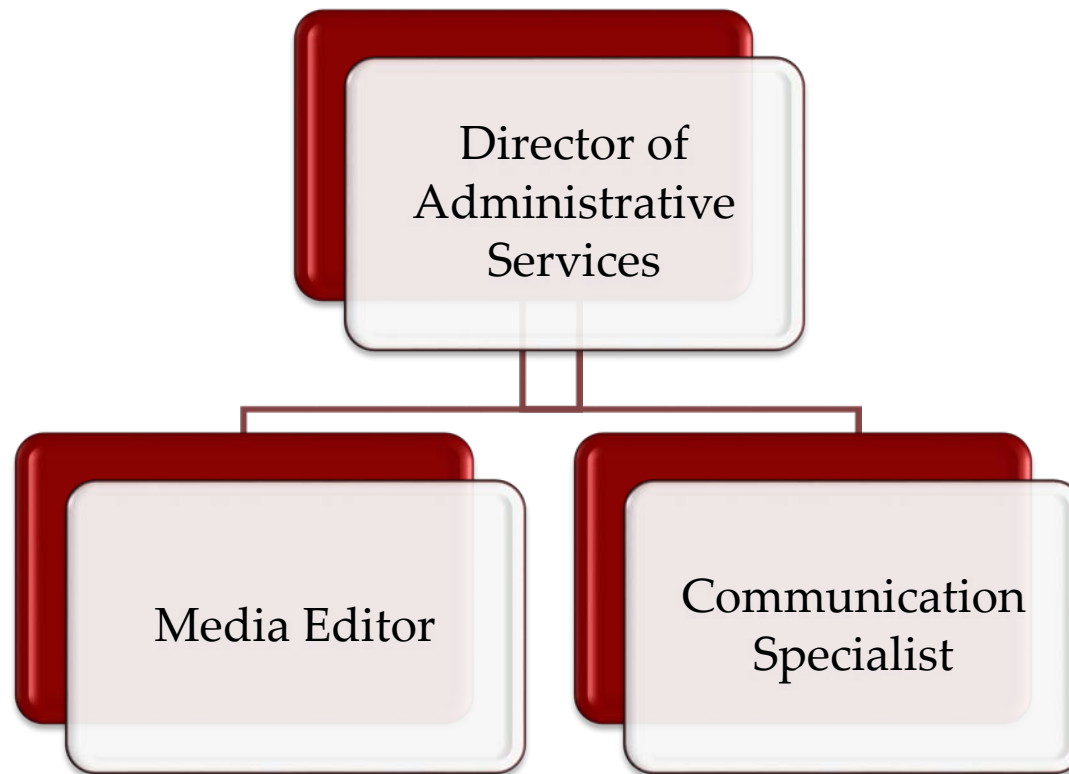 Director of
Administrative
Services
Media Editor
Communication
Specialist